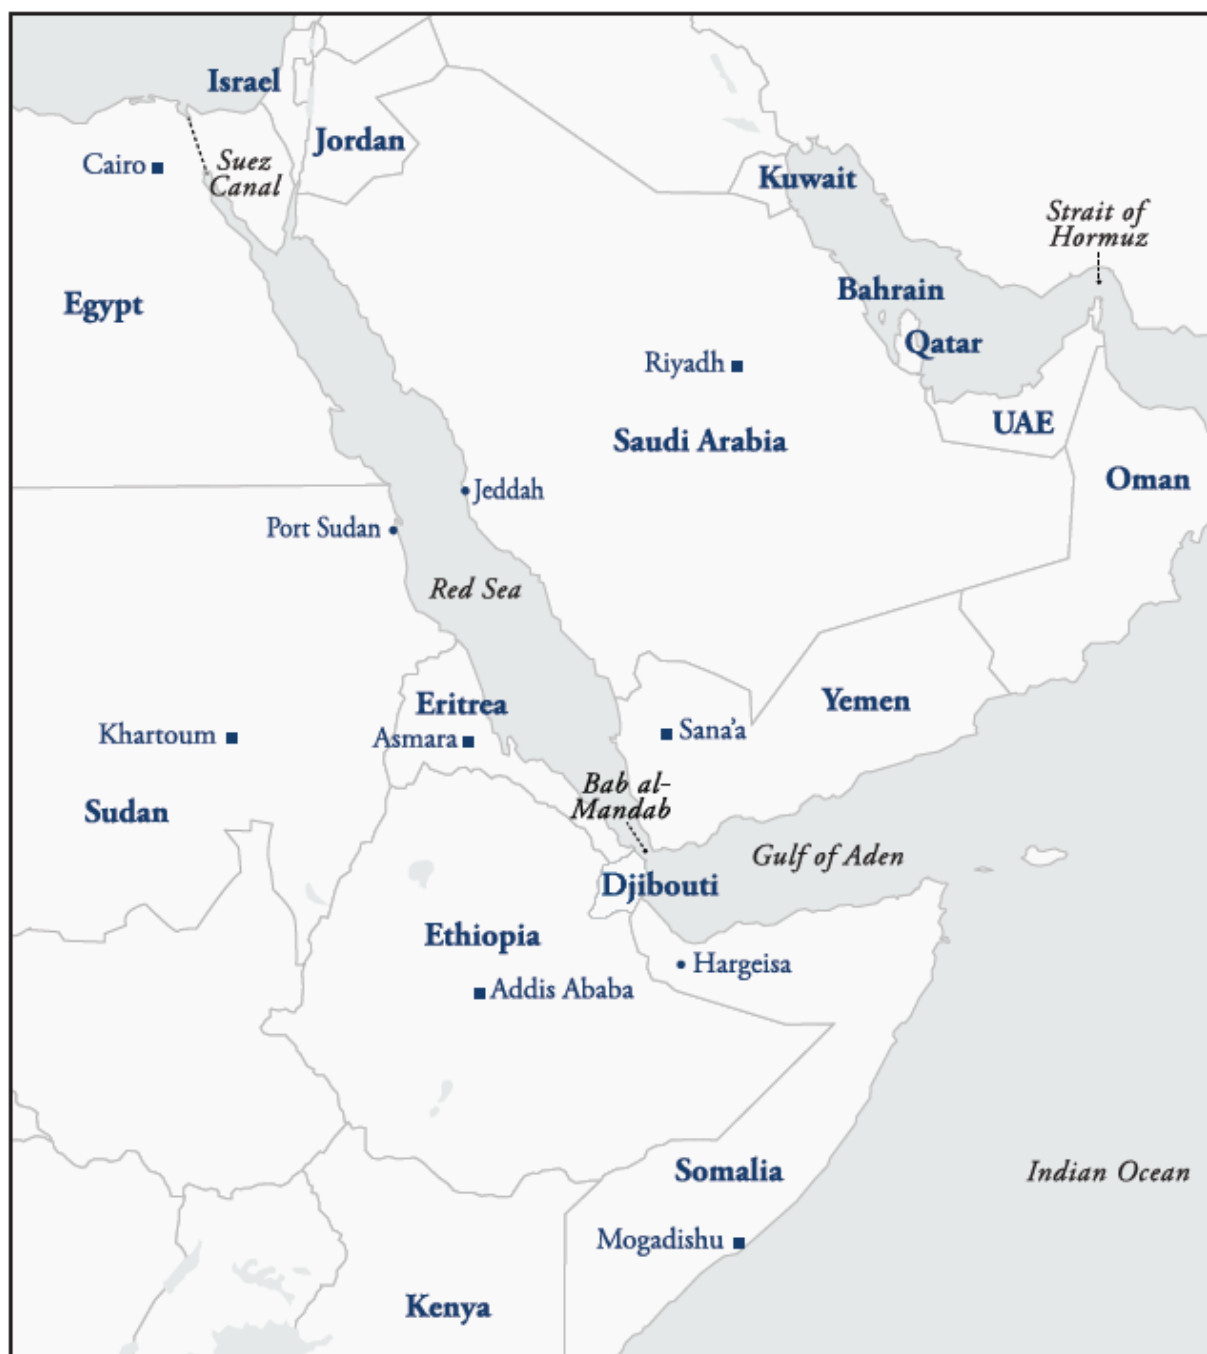 Israel
Jordan
Cairo
Suez
Canal
Kuwait
Strait of
Hormuz
Egypt
Bahrain
Qatar
Riyadh
UAE
Saudi Arabia
Oman
Jeddah
Port Sudan
Red Sea
Eritrea
Yemen
Khartoum
Asmara
Sana’a
Bab al-
Mandab
Sudan
Gulf of Aden
Djibouti
Ethiopia
Hargeisa
Addis Ababa
Somalia
Indian Ocean
Mogadishu
Kenya